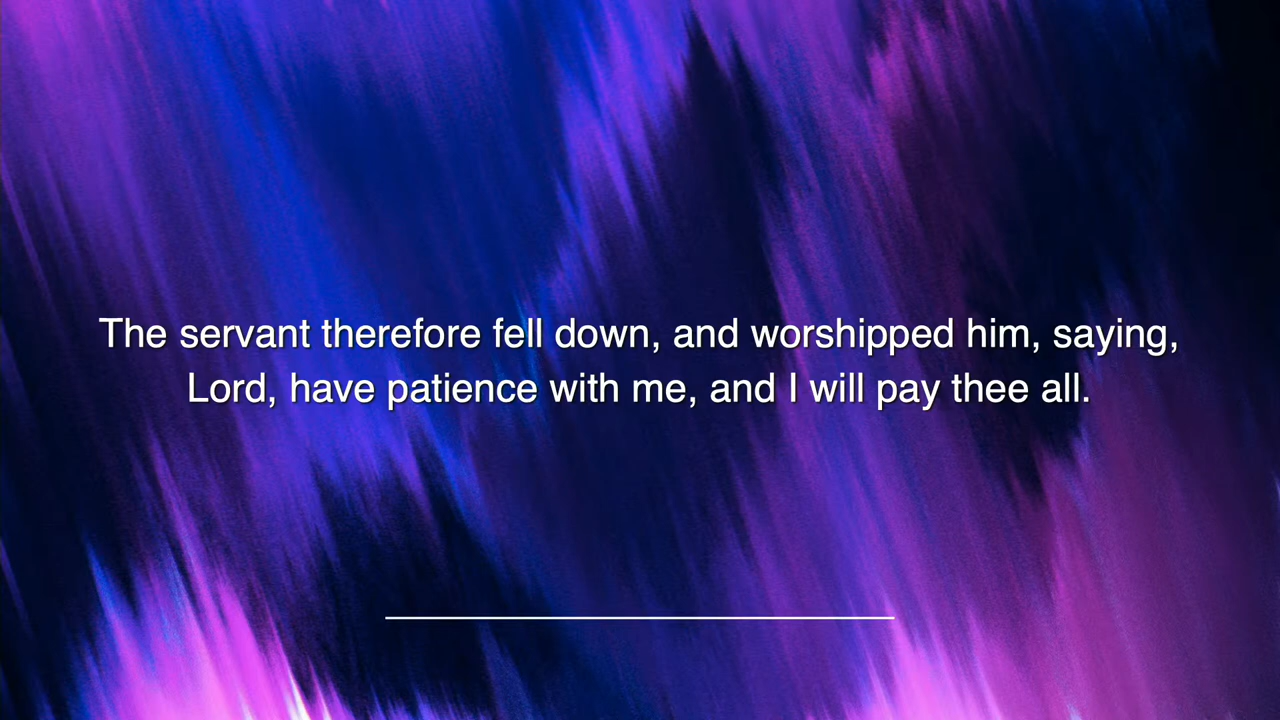 The servant therefore fell down, and worshipped him, saying,
Lord, have patience with me, and I will pay thee all.